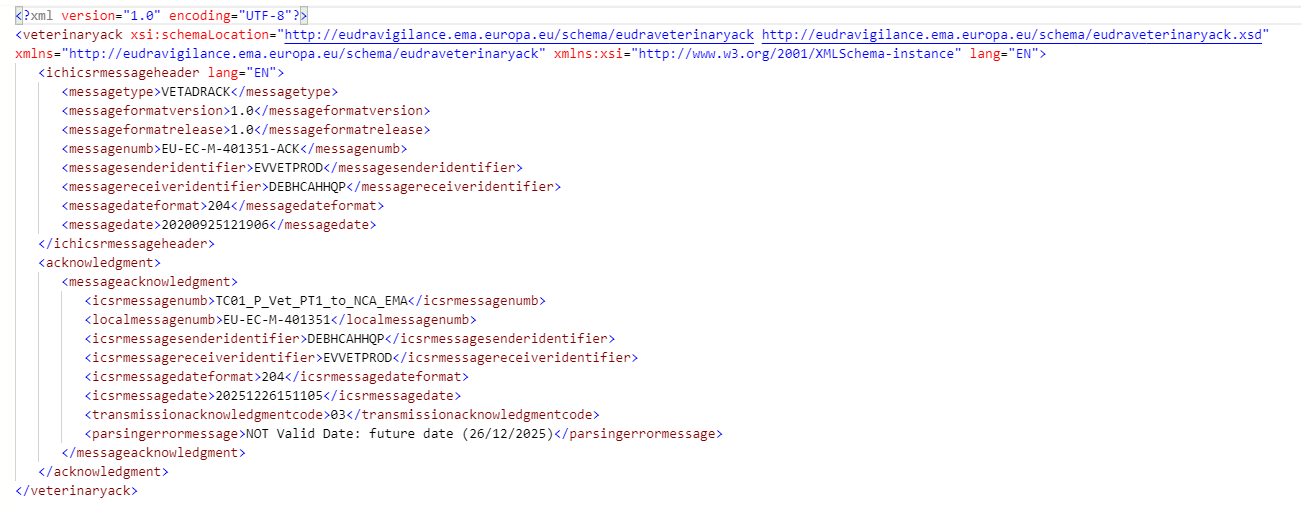 <?xml version="1.0" encoding="UTF-8"?>
<veterinaryack xsi:schemaLocation="http://eudravigilance.ema.europa.eu/schema/eudraveterinaryack http://eudravigilance.ema.europa.eu/schema/eudraveterinaryack.xsd"
xmlns="http://eudravigilance.ema.europa.eu/schema/eudraveterinaryack" xmlns:xsi="http://www.w3.org/2001/XMLSchema-instance" lang="EN">
<ichicsrmessageheader lang="EN">
<messagetype>VETADRACK</messagetype>
<messageformatversion>1.0</messageformatversion>
<messageformatrelease>1.0</messageformatrelease>
<messagenumb>EU-EC-M-401351-ACK</messagenumb>
<messagesenderidentifier>EVVETPROD</messagesenderidentifier>
<messagereceiveridentifier>DEBHCAHHQP</messagereceiveridentifier>
<messagedateformat>204</messagedateformat>
<messagedate>20200925121906</messagedate>
</ichicsrmessageheader>
<acknowledgment>
<messageacknowledgment>
<icsrmessagenumb>TC01_P_Vet_PT1_to_NCA_EMA</icsrmessagenumb>
<localmessagenumb>EU-EC-M-401351</localmessagenumb>
<icsrmessagesenderidentifier>DEBHCAHHQP</icsrmessagesenderidentifier>
<icsrmessagereceiveridentifier>EVVETPROD</icsrmessagereceiveridentifier>
<icsrmessagedateformat>204</icsrmessagedateformat>
<icsrmessagedate>20251226151105</icsrmessagedate>
<transmissionacknowledgmentcode>03</transmissionacknowledgmentcode>
<parsingerrormessage>NOT Valid Date: future date (26/12/2025)</parsingerrormessage>
</messageacknowledgment>
</acknowledgment>
</veterinaryack>